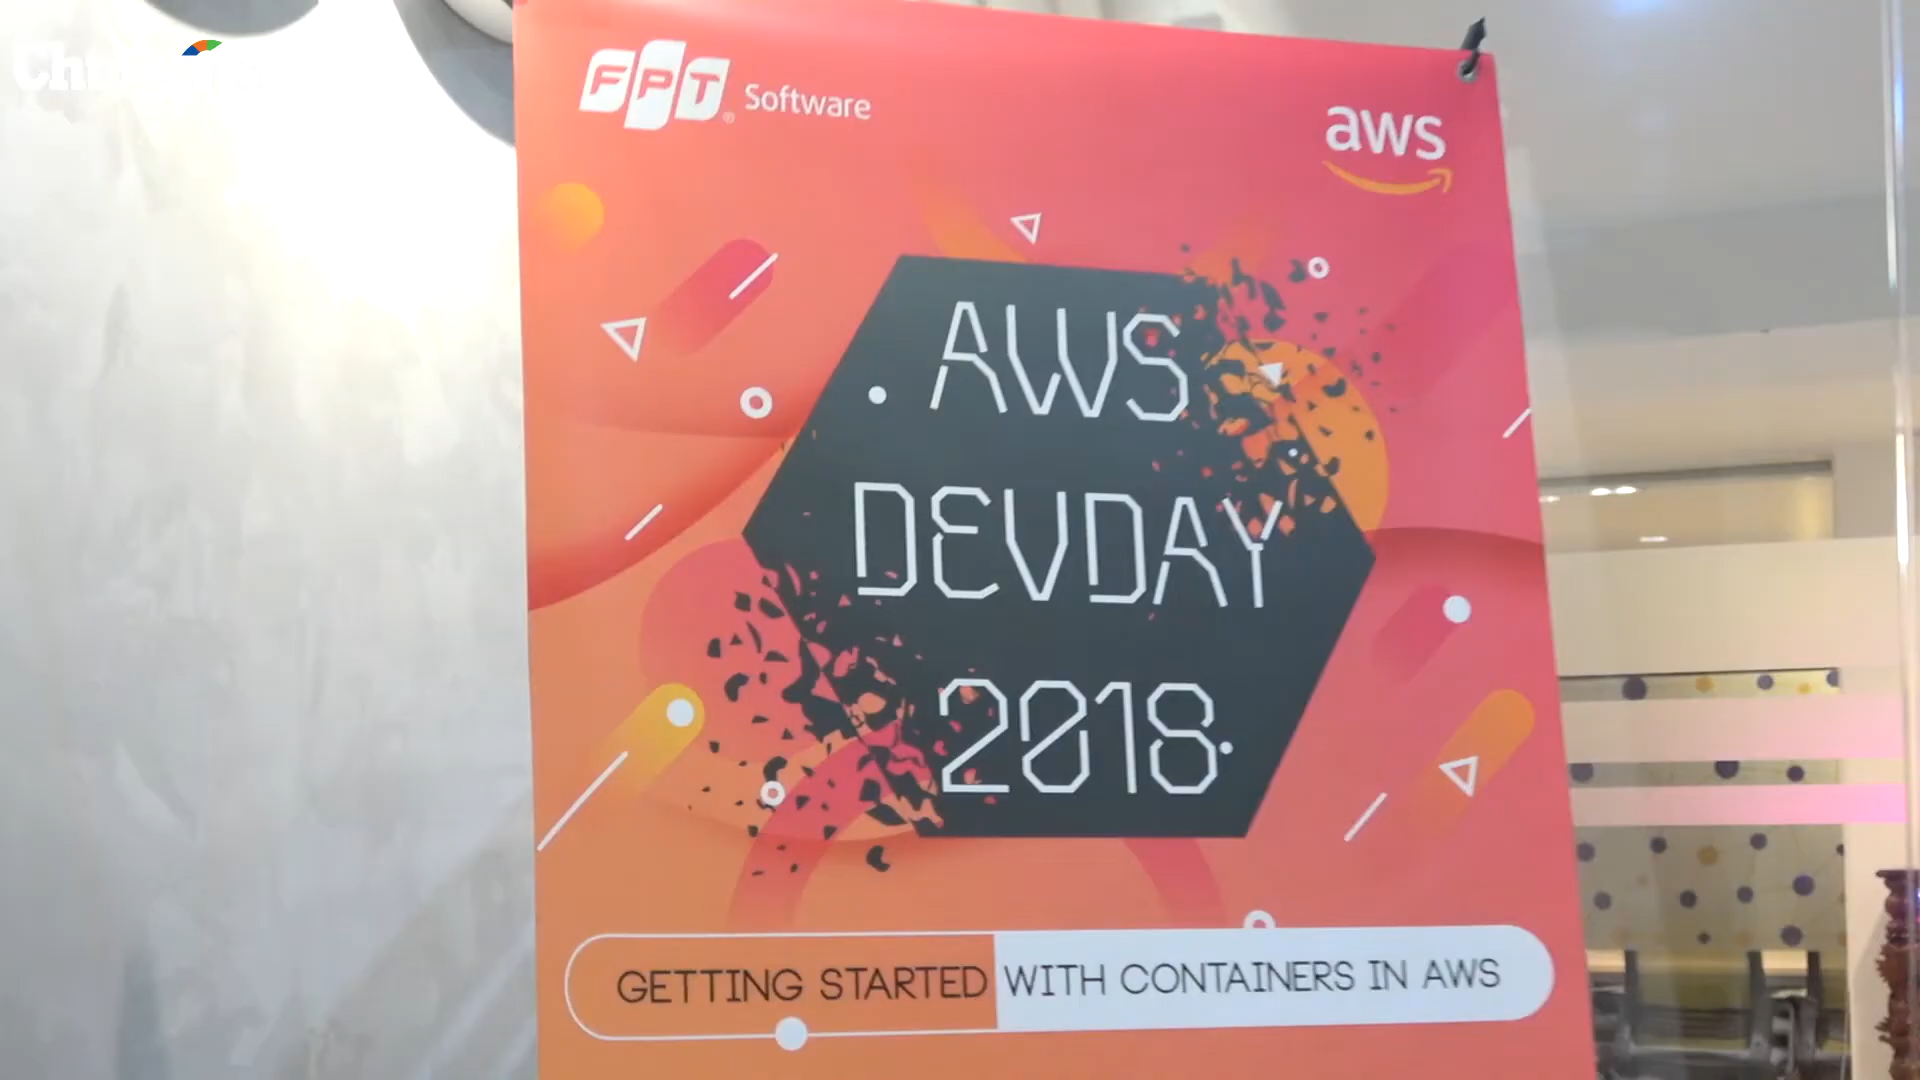 FPT® Software
aws
AWS
DEVDAY
2018
GETTING STARTED WITH CONTAINERS IN AWS